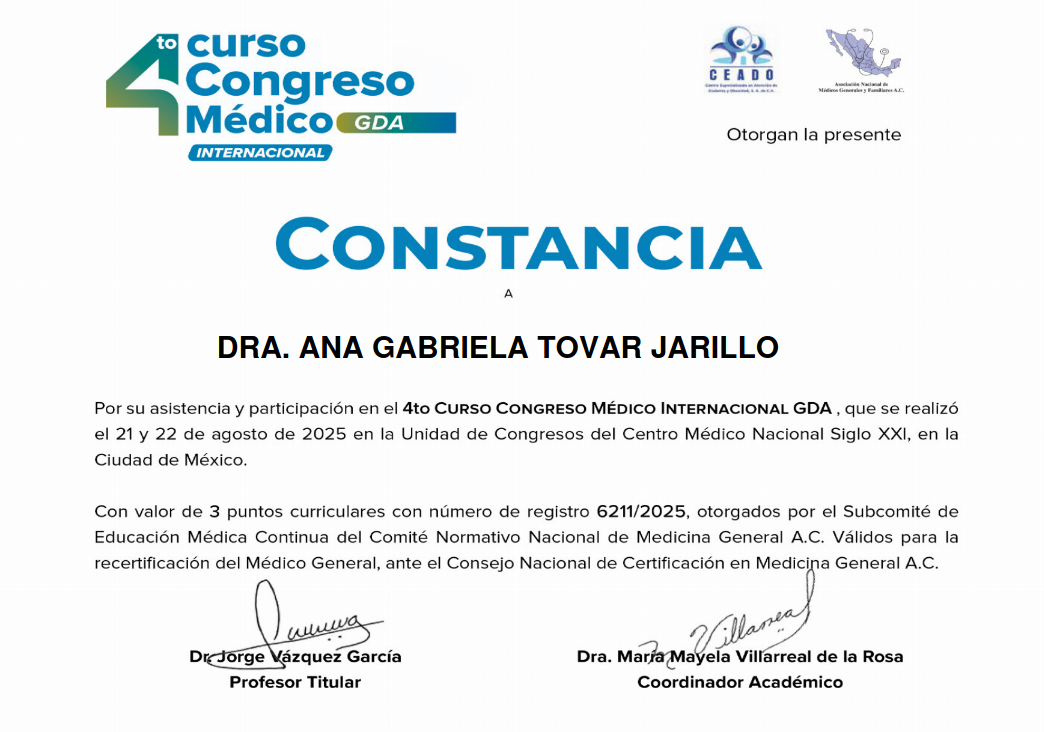 4to curso
Congreso
Médico GDA
INTERNACIONAL
CEADO
Centro Especializado en Atención de
Diabetes y Obesidad, S.A. de C.V.
Asociación Nacional de
Médicos Generales y Familiares A.C.
Otorgan la presente
CONSTANCIA
A
DRA. ANA GABRIELA TOVAR JARILLO
Por su asistencia y participación en el 4to CURSO CONGRESO MÉDICO INTERNACIONAL GDA , que se realizó
el 21 y 22 de agosto de 2025 en la Unidad de Congresos del Centro Médico Nacional Siglo XXI, en la
Ciudad de México.
Con valor de 3 puntos curriculares con número de registro 6211/2025, otorgados por el Subcomité de
Educación Médica Continua del Comité Normativo Nacional de Medicina General A.C. Válidos para la
recertificación del Médico General, ante el Consejo Nacional de Certificación en Medicina General A.C.
Villarreal
Dr. Jorge Vázquez García
Profesor Titular
Dra. María Mayela Villarreal de la Rosa
Coordinador Académico